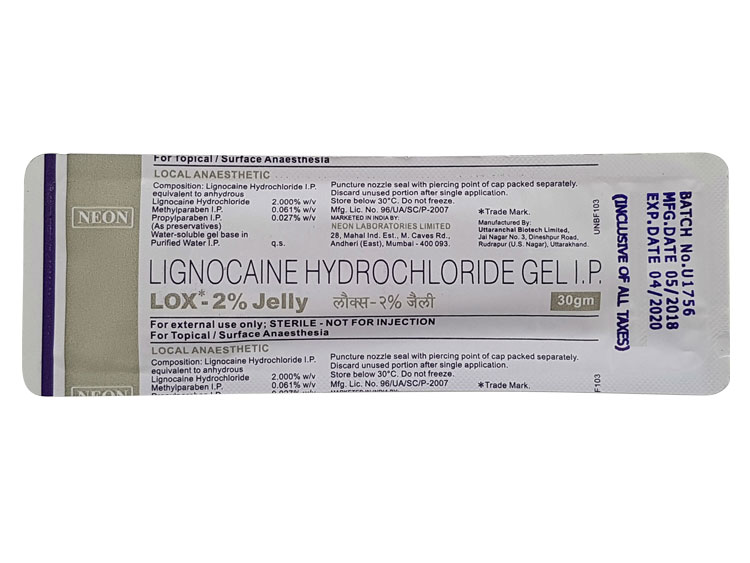 For Topical / Surface Anaesthesia
LOCAL ANAESTHETIC
Composition: Lignocaine Hydrochloride I.P.
equivalent to anhydrous
Lignocaine Hydrochloride 2.000% w/v
Methylparaben I.P. 0.061% w/v
Propylparaben I.P. 0.027% w/v
(As preservatives)
Water-soluble gel base in
Purified Water I.P. q.s.
Puncture nozzle seal with piercing point of cap packed separately.
Discard unused portion after single application.
Store below 30°C. Do not freeze.
Mfg. Lic. No. 96/UA/SC/P-2007
MARKETED IN INDIA BY:
NEON LABORATORIES LIMITED
28, Mahal Ind. Est., M. Caves Rd.,
Andheri (East), Mumbai - 400 093.
*Trade Mark.
Manufactured By:
Uttaranchal Biotech Limited,
Jai Nagar No. 3, Dineshpur Road,
Rudrapur (U.S. Nagar), Uttarakhand.
UNBF103
NEON
LIGNOCAINE HYDROCHLORIDE GEL I.P.
LOX*- 2% Jelly लौक्स-२% जैली 30gm
For external use only; STERILE - NOT FOR INJECTION
For Topical / Surface Anaesthesia
LOCAL ANAESTHETIC
Composition: Lignocaine Hydrochloride I.P.
equivalent to anhydrous
Lignocaine Hydrochloride 2.000% w/v
Methylparaben I.P. 0.061% w/v
Puncture nozzle seal with piercing point of cap packed separately.
Discard unused portion after single application.
Store below 30°C. Do not freeze.
Mfg. Lic. No. 96/UA/SC/P-2007
MARKETED IN INDIA BY:
*Trade Mark.
F103
NEON
BATCH No.U1756
MFG.DATE 05/2018
EXP.DATE 04/2020
(INCLUSIVE OF ALL TAXES)